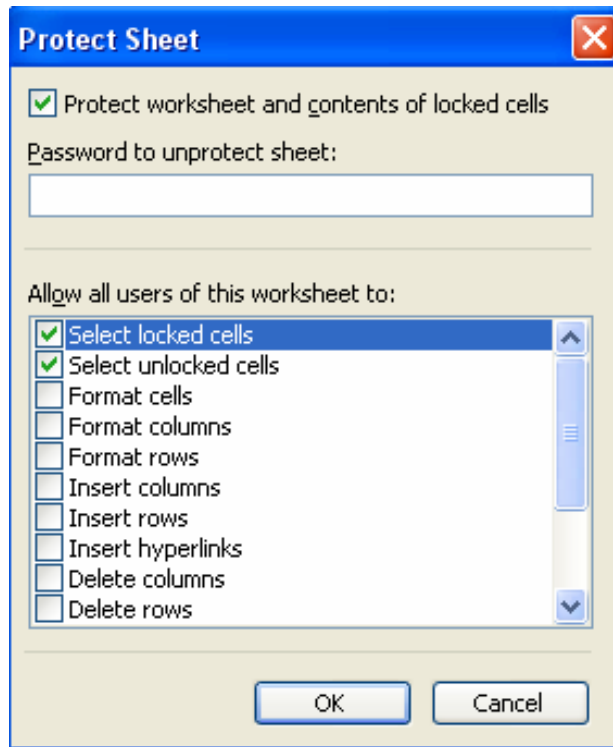 Protect Sheet
Protect worksheet and contents of locked cells
Password to unprotect sheet:
Allow all users of this worksheet to:
Select locked cells
Select unlocked cells
Format cells
Format columns
Format rows
Insert columns
Insert rows
Insert hyperlinks
Delete columns
Delete rows
OK Cancel